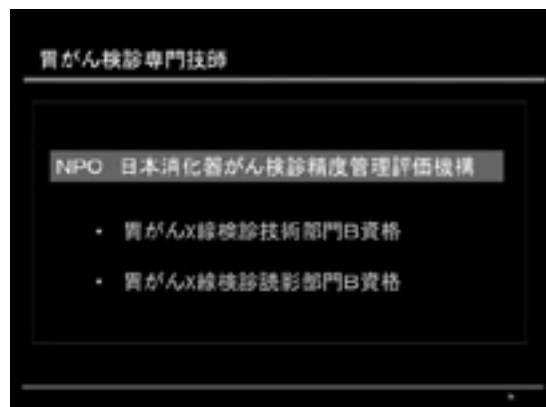 胃がん検診専門技師
NPO 日本消化器がん検診精度管理評価機構
・ 胃がんX線検診技術部門B資格
・ 胃がんX線検診読影部門B資格